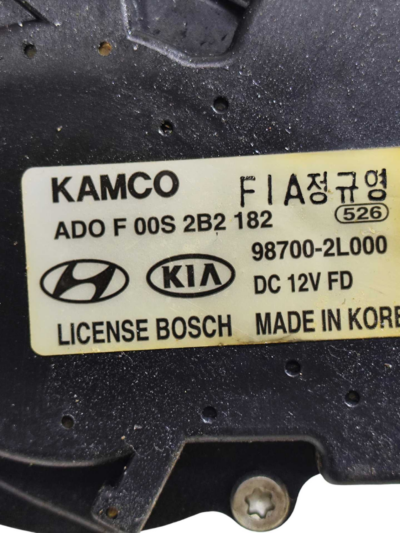 KAMCO FIA정규영
ADO F 00S 2B2 182 526
98700-2L000
KIA DC 12V FD
LICENSE BOSCH MADE IN KORE